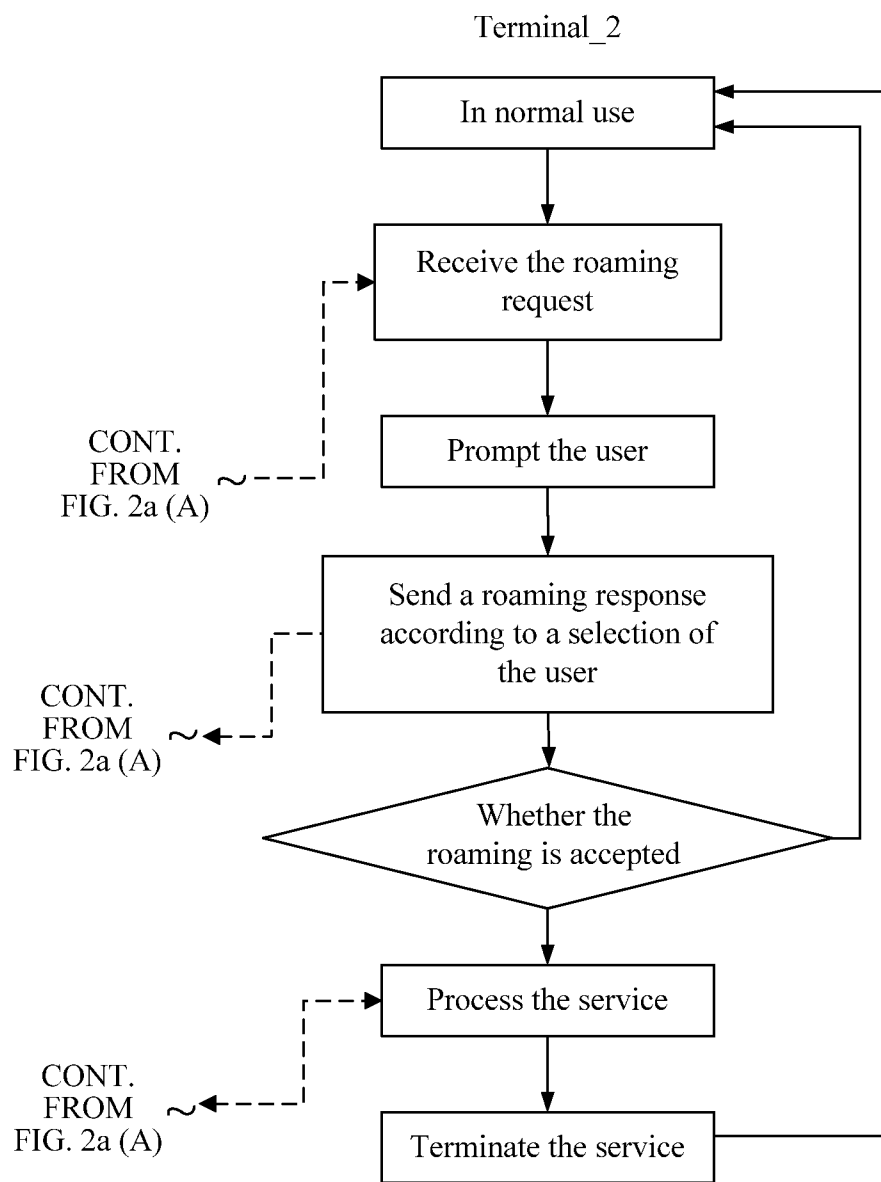 Terminal_2
In normal use
Receive the roaming
request
Prompt the user
CONT.
FROM
FIG. 2a (A)
Send a roaming response
according to a selection of
the user
CONT.
FROM
FIG. 2a (A)
Whether the
roaming is accepted
Process the service
CONT.
FROM
FIG. 2a (A)
Terminate the service